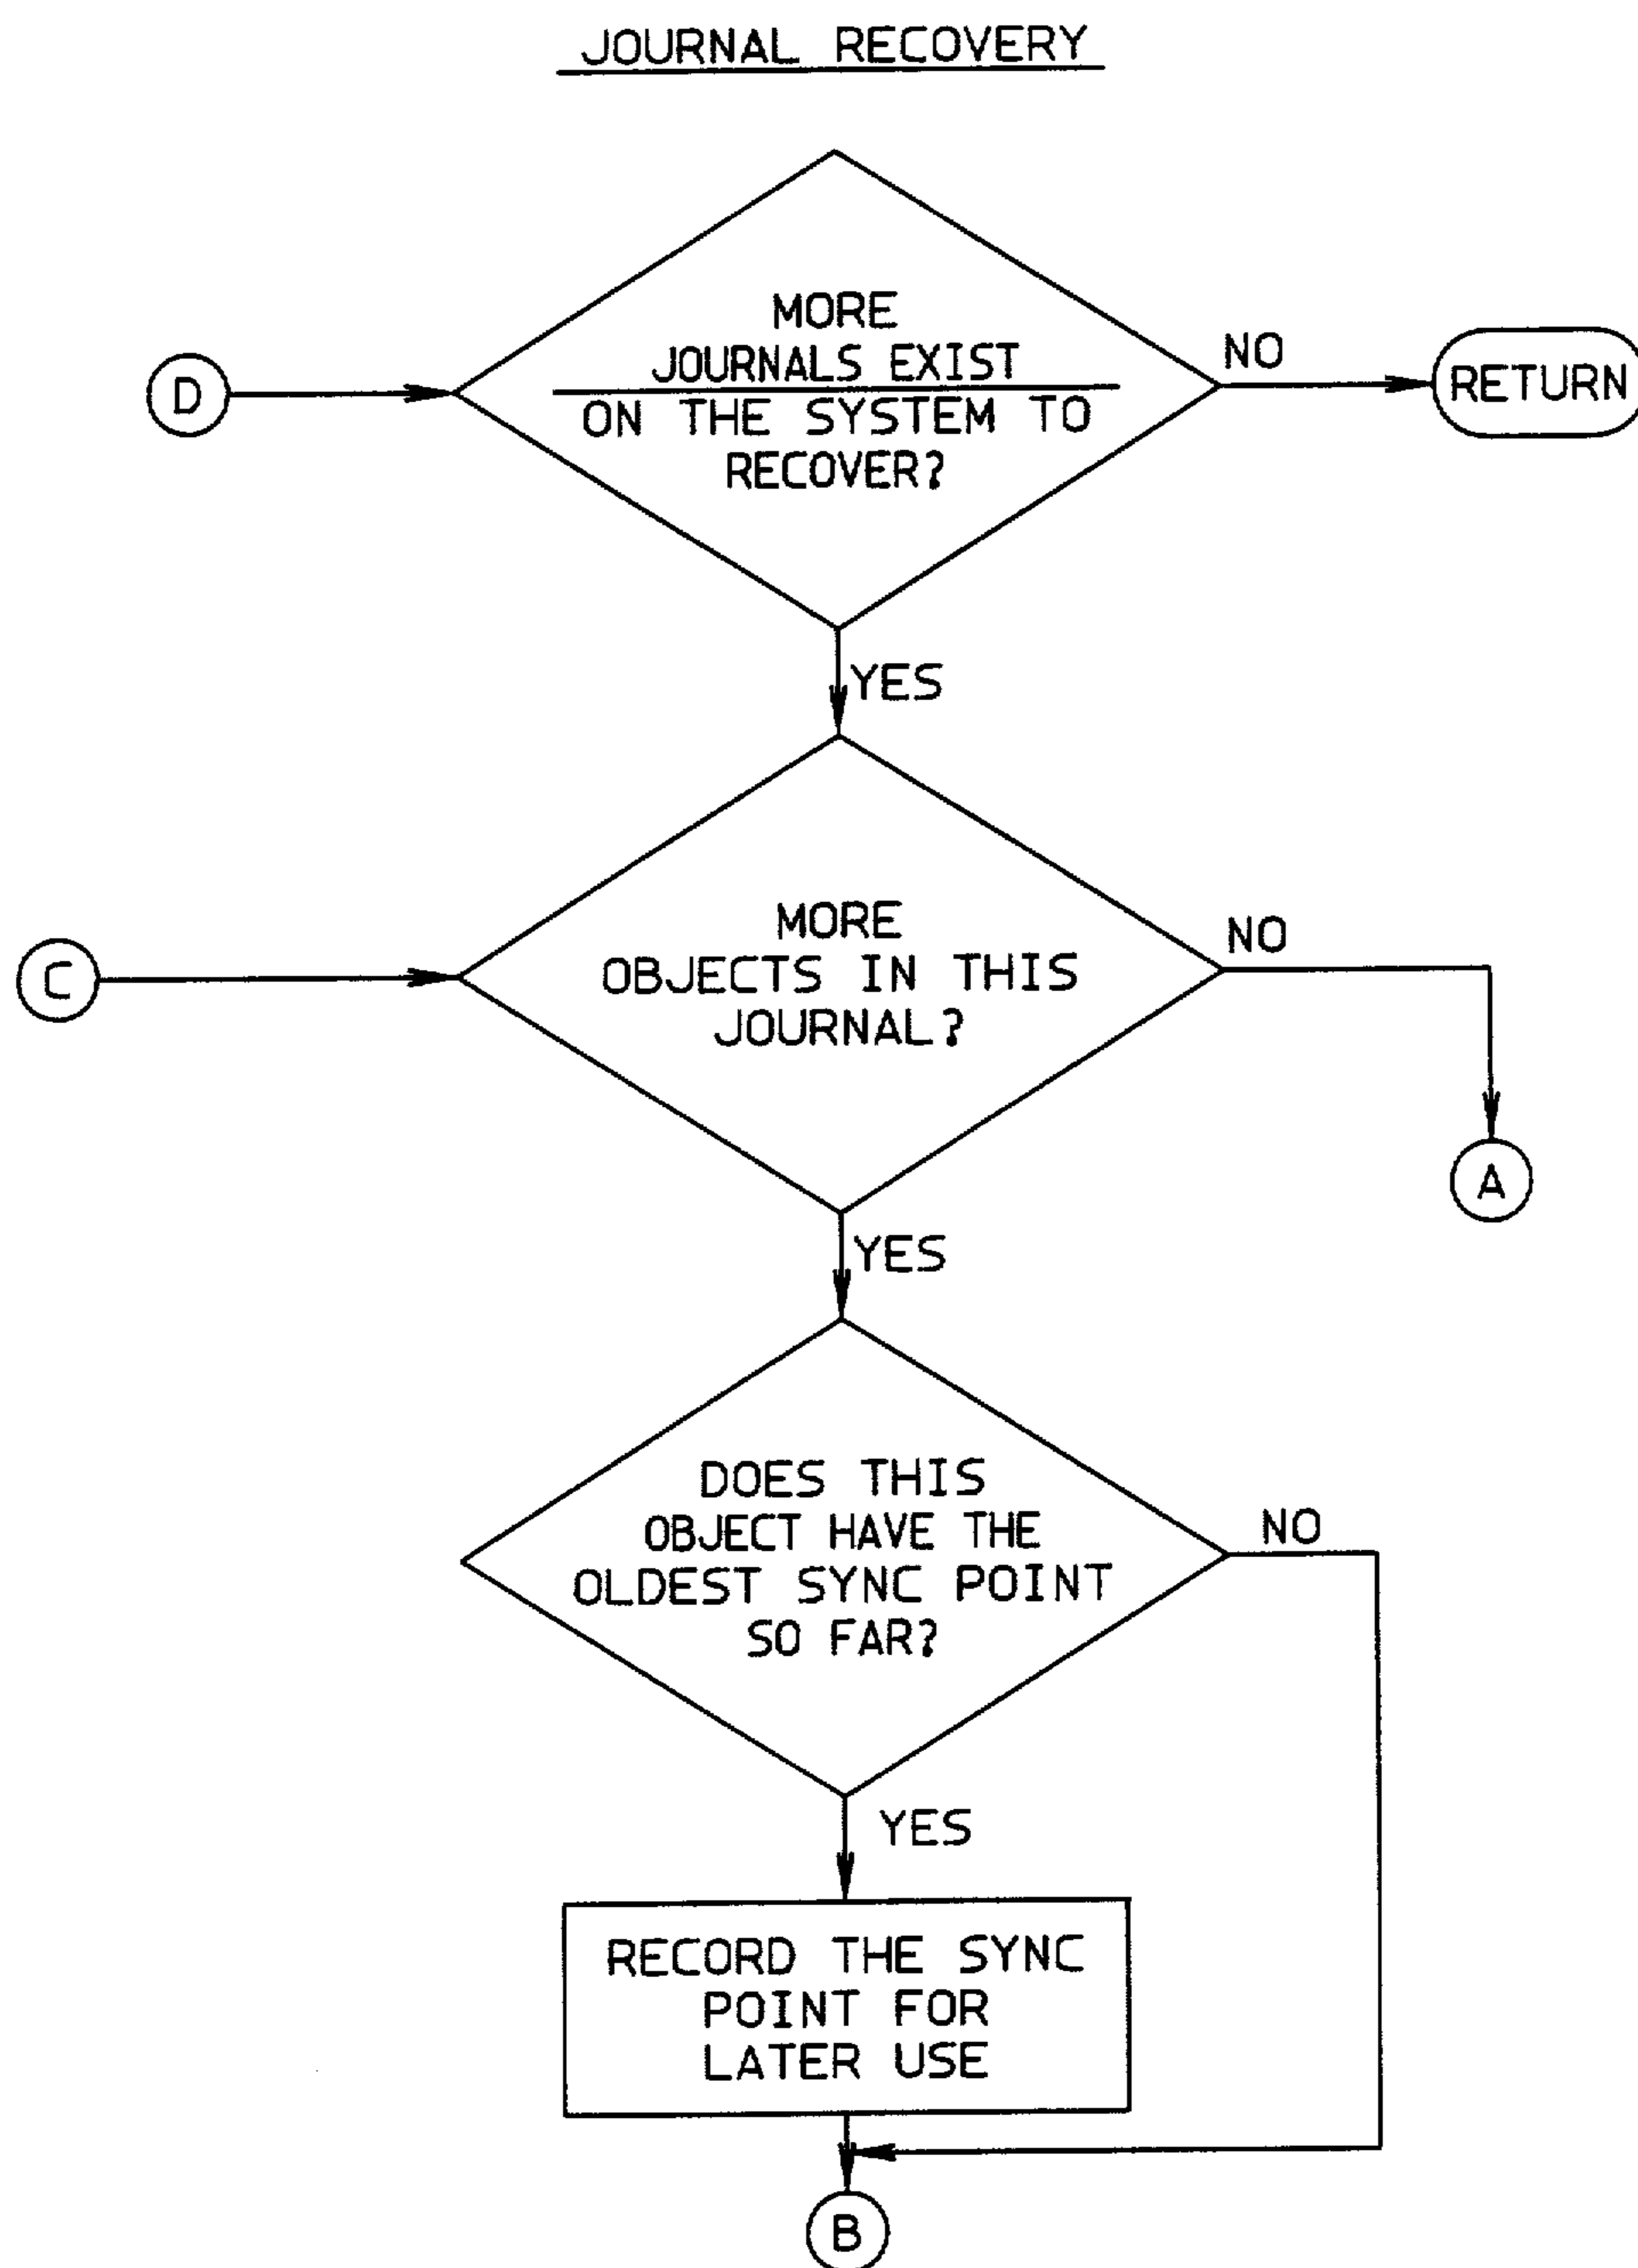 JOURNAL RECOVERY
MORE
JOURNALS EXIST
ON THE SYSTEM TO
RECOVER?
D
NO
RETURN
YES
MORE
OBJECTS IN THIS
JOURNAL?
C
NO
A
YES
DOES THIS
OBJECT HAVE THE
OLDEST SYNC POINT
SO FAR?
NO
YES
RECORD THE SYNC
POINT FOR
LATER USE
B